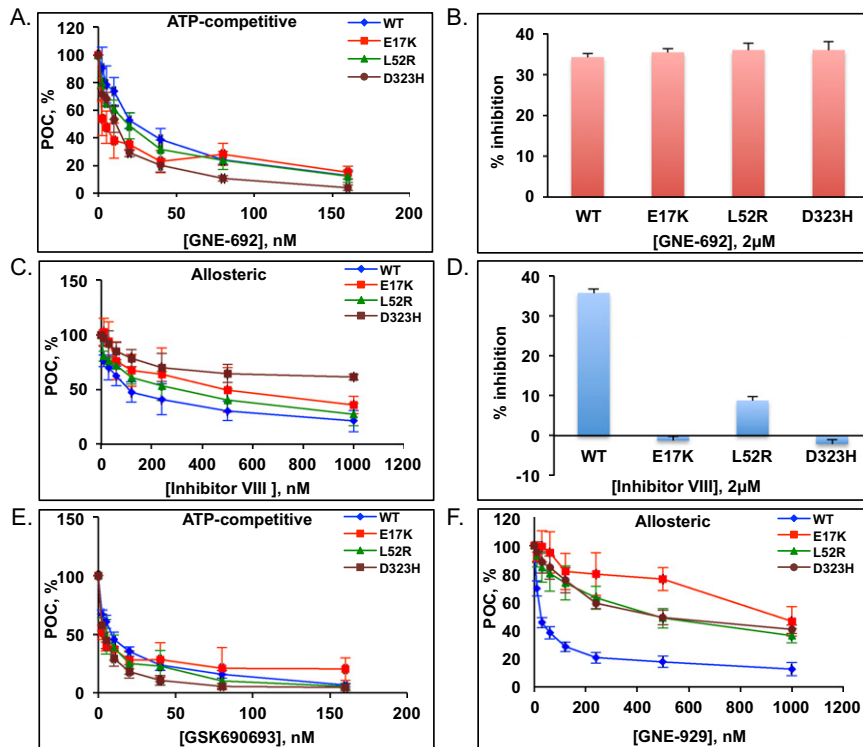 A.
ATP-competitive
WT
E17K
L52R
D323H
POC, %
120
100
80
60
40
20
0
0 50 100 150 200
[GNE-692], nM
B.
% inhibition
40
30
20
10
0
WT E17K L52R D323H
[GNE-692], 2µM
C.
Allosteric
WT
E17K
L52R
D323H
POC, %
150
100
50
0
0 200 400 600 800 1000 1200
[Inhibitor VIII ], nM
D.
% inhibition
40
30
20
10
0
-10
WT E17K L52R D323H
[Inhibitor VIII], 2µM
E.
ATP-competitive
WT
E17K
L52R
D323H
POC, %
150
100
50
0
0 50 100 150 200
[GSK690693], nM
F.
Allosteric
WT
E17K
L52R
D323H
POC, %
120
100
80
60
40
20
0
0 200 400 600 800 1000 1200
[GNE-929], nM